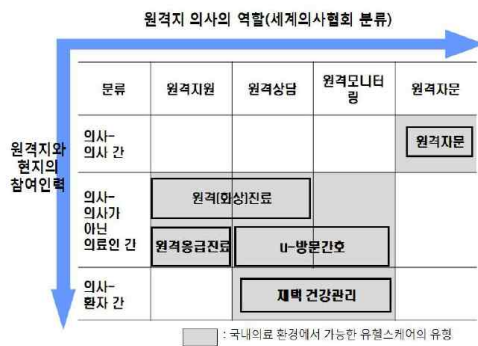 원격지 의사의 역할(세계의사협회 분류)
분류 원격지원 원격상담 원격모니터 원격자문
링
원격지와
현지의
참여인력
의사-
의사 간
원격자문
의사-
의사가
아닌
의료인 간
원격(화상)진료
원격응급진료 U-방문간호
의사-
환자 간
재택 건강관리
: 국내의료 환경에서 가능한 유헬스케어의 유형